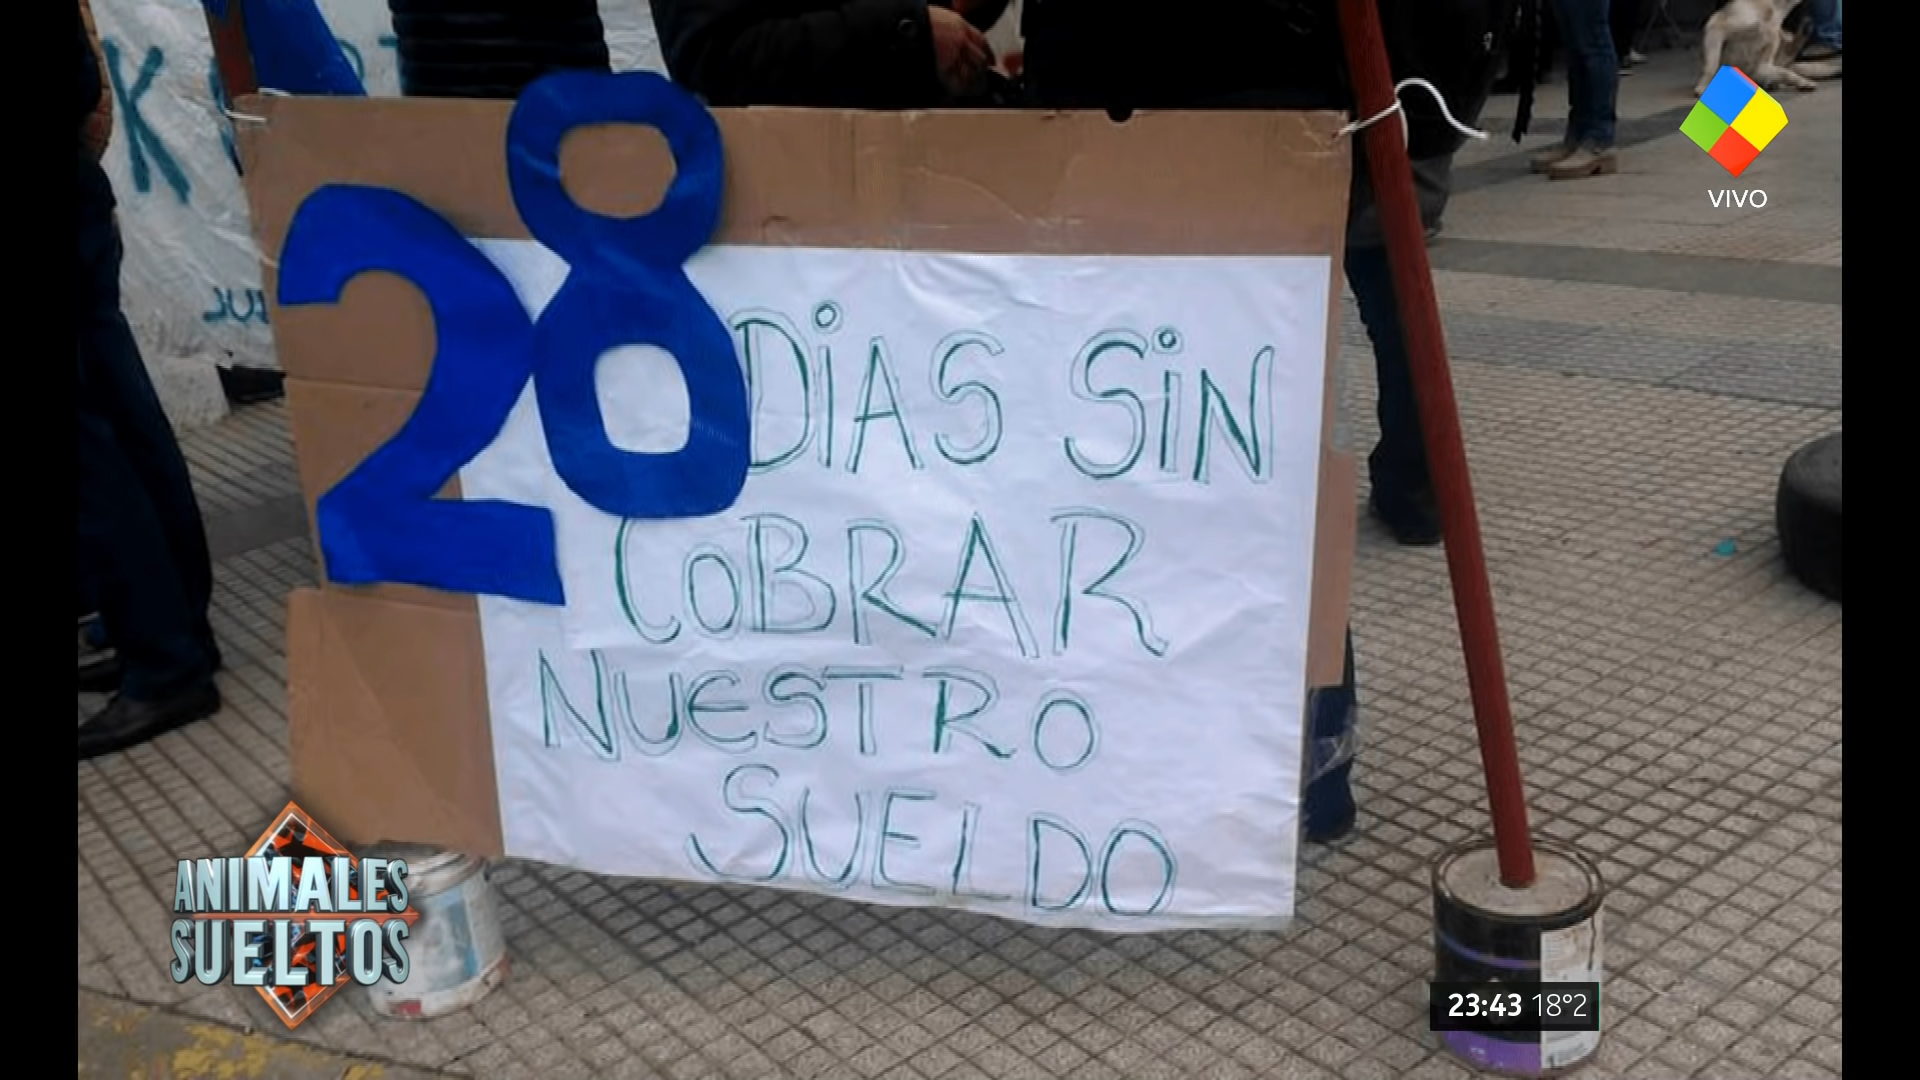 28 DiAS SiN
CoBRAR
NUESTRO
SUELDO
VIVO
ANIMALES
SUELTOS
23:43 18°2